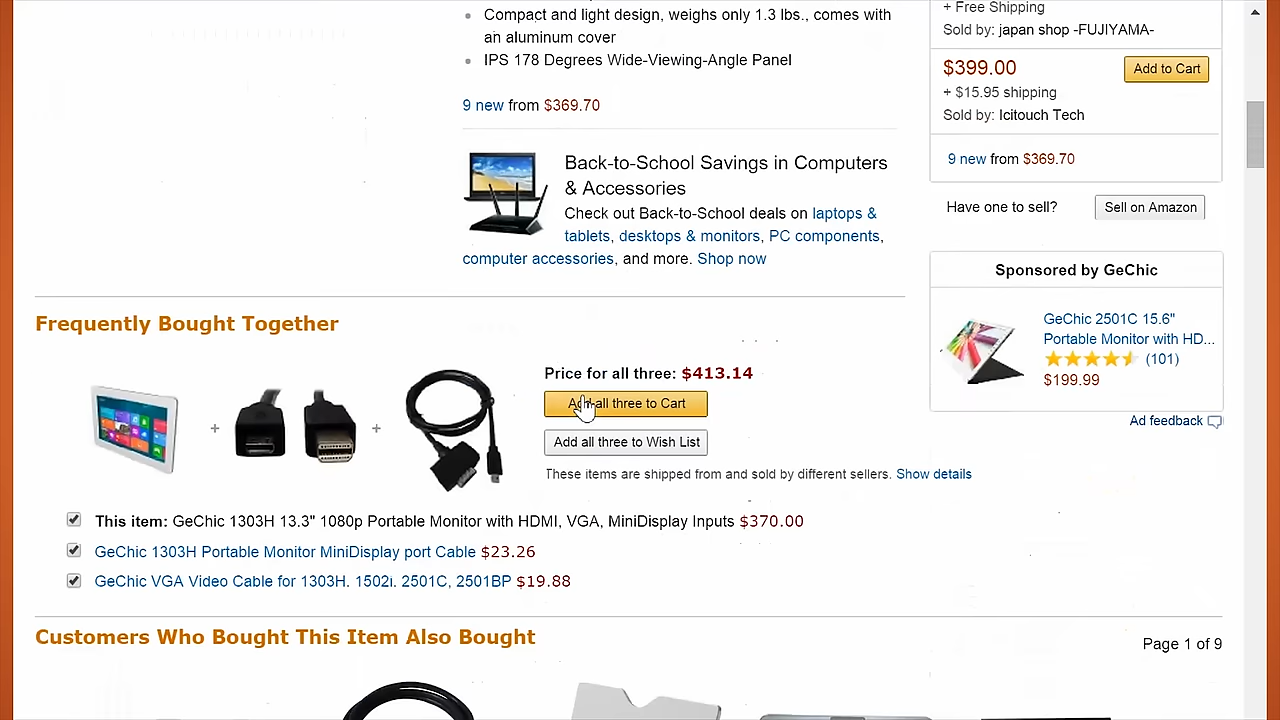 Compact and light design, weighs only 1.3 lbs., comes with
an aluminum cover
IPS 178 Degrees Wide-Viewing-Angle Panel
9 new from $369.70
Back-to-School Savings in Computers
& Accessories
Check out Back-to-School deals on laptops &
tablets, desktops & monitors, PC components,
computer accessories, and more. Shop now
+ Free Shipping
Sold by: japan shop -FUJIYAMA-
$399.00
Add to Cart
+ $15.95 shipping
Sold by: Icitouch Tech
9 new from $369.70
Have one to sell?
Sell on Amazon
Sponsored by GeChic
GeChic 2501C 15.6"
Portable Monitor with HD...
(101)
$199.99
Ad feedback
Frequently Bought Together
+
+
Price for all three: $413.14
Add all three to Cart
Add all three to Wish List
These items are shipped from and sold by different sellers. Show details
This item: GeChic 1303H 13.3" 1080p Portable Monitor with HDMI, VGA, MiniDisplay Inputs $370.00
GeChic 1303H Portable Monitor MiniDisplay port Cable $23.26
GeChic VGA Video Cable for 1303H. 1502i. 2501C, 2501BP $19.88
Customers Who Bought This Item Also Bought
Page 1 of 9